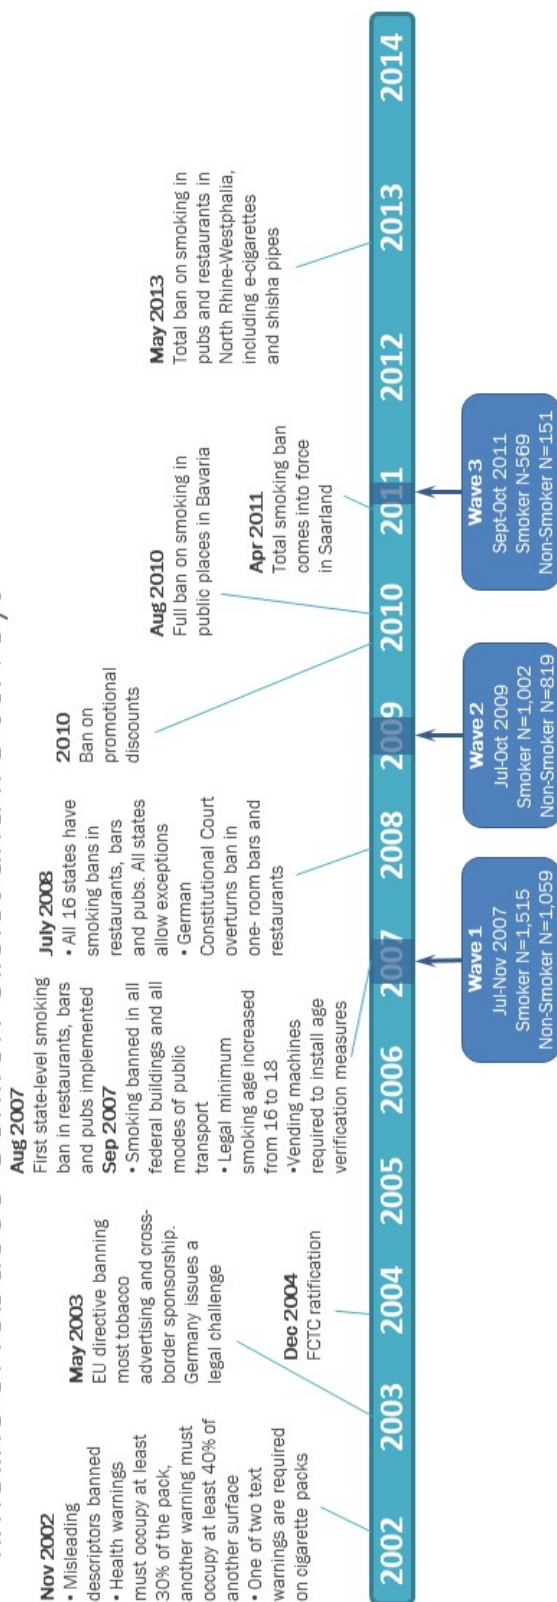 Nov 2002
• Misleading
descriptors banned
• Health warnings
must occupy at least
30% of the pack,
another warning must
occupy at least 40% of
another surface
• One of two text
warnings are required
on cigarette packs
May 2003
EU directive banning
most tobacco
advertising and cross-
border sponsorship.
Germany issues a
legal challenge
Dec 2004
FCTC ratification
Aug 2007
First state-level smoking
ban in restaurants, bars
and pubs implemented
Sep 2007
• Smoking banned in all
federal buildings and all
modes of public
transport
• Legal minimum
smoking age increased
from 16 to 18
•Vending machines
required to install age
verification measures
July 2008
• All 16 states have
smoking bans in
restaurants, bars
and pubs. All states
allow exceptions
• German
Constitutional Court
overturns ban in
one- room bars and
restaurants
2010
Ban on
promotional
discounts
Aug 2010
Full ban on smoking in
public places in Bavaria
Apr 2011
Total smoking ban
comes into force
in Saarland
May 2013
Total ban on smoking in
pubs and restaurants in
North Rhine-Westphalia,
including e-cigarettes
and shisha pipes
2002 2003 2004 2005 2006 2007 2008 2009 2010 2011 2012 2013 2014
Wave 1
Jul-Nov 2007
Smoker N=1,515
Non-Smoker N=1,059
Wave 2
Jul-Oct 2009
Smoker N=1,002
Non-Smoker N=819
Wave 3
Sept-Oct 2011
Smoker N-569
Non-Smoker N=151